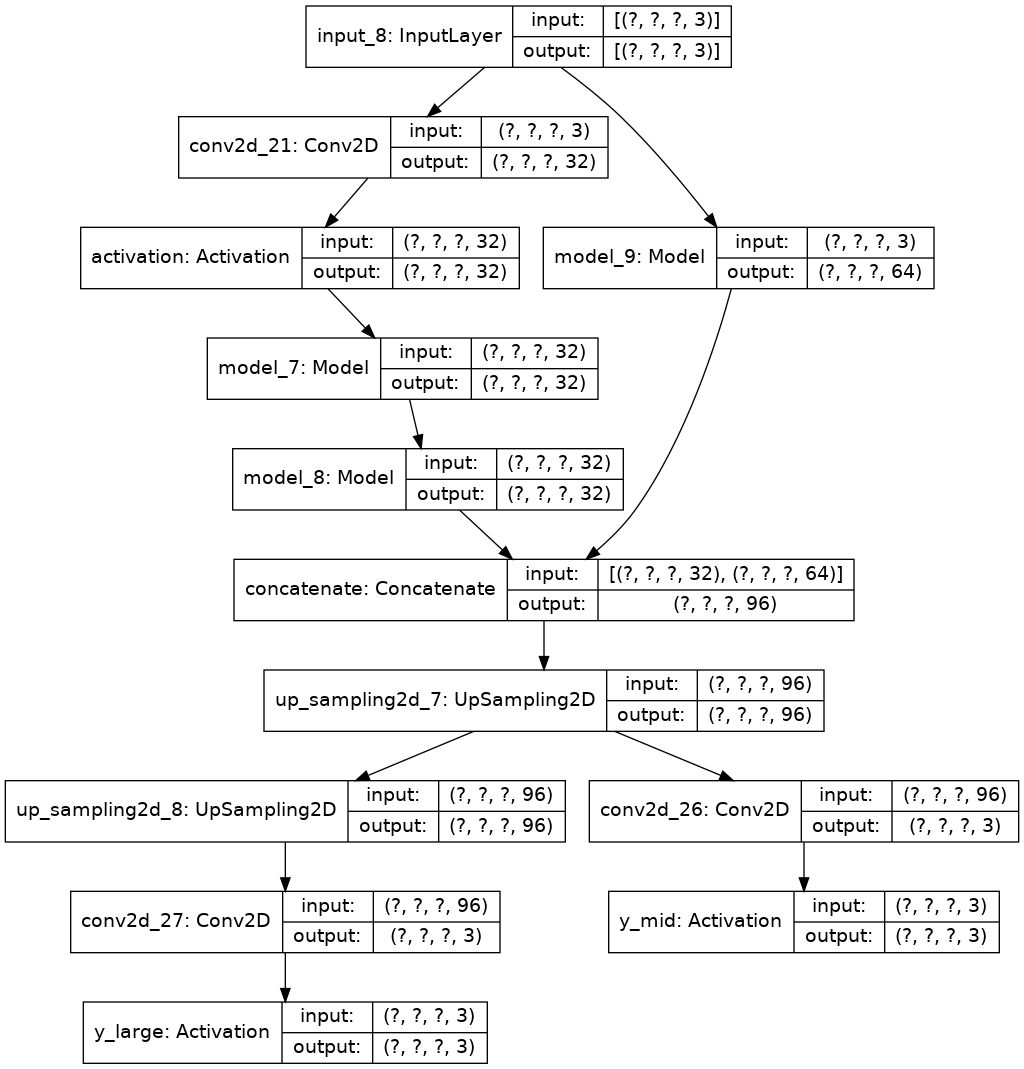 input_8: InputLayer
input: [(?, ?, ?, 3)]
output: [(?, ?, ?, 3)]
conv2d_21: Conv2D
input: (?, ?, ?, 3)
output: (?, ?, ?, 32)
activation: Activation
input: (?, ?, ?, 32)
output: (?, ?, ?, 32)
model_9: Model
input: (?, ?, ?, 3)
output: (?, ?, ?, 64)
model_7: Model
input: (?, ?, ?, 32)
output: (?, ?, ?, 32)
model_8: Model
input: (?, ?, ?, 32)
output: (?, ?, ?, 32)
concatenate: Concatenate
input: [(?, ?, ?, 32), (?, ?, ?, 64)]
output: (?, ?, ?, 96)
up_sampling2d_7: UpSampling2D
input: (?, ?, ?, 96)
output: (?, ?, ?, 96)
up_sampling2d_8: UpSampling2D
input: (?, ?, ?, 96)
output: (?, ?, ?, 96)
conv2d_26: Conv2D
input: (?, ?, ?, 96)
output: (?, ?, ?, 3)
conv2d_27: Conv2D
input: (?, ?, ?, 96)
output: (?, ?, ?, 3)
y_mid: Activation
input: (?, ?, ?, 3)
output: (?, ?, ?, 3)
y_large: Activation
input: (?, ?, ?, 3)
output: (?, ?, ?, 3)